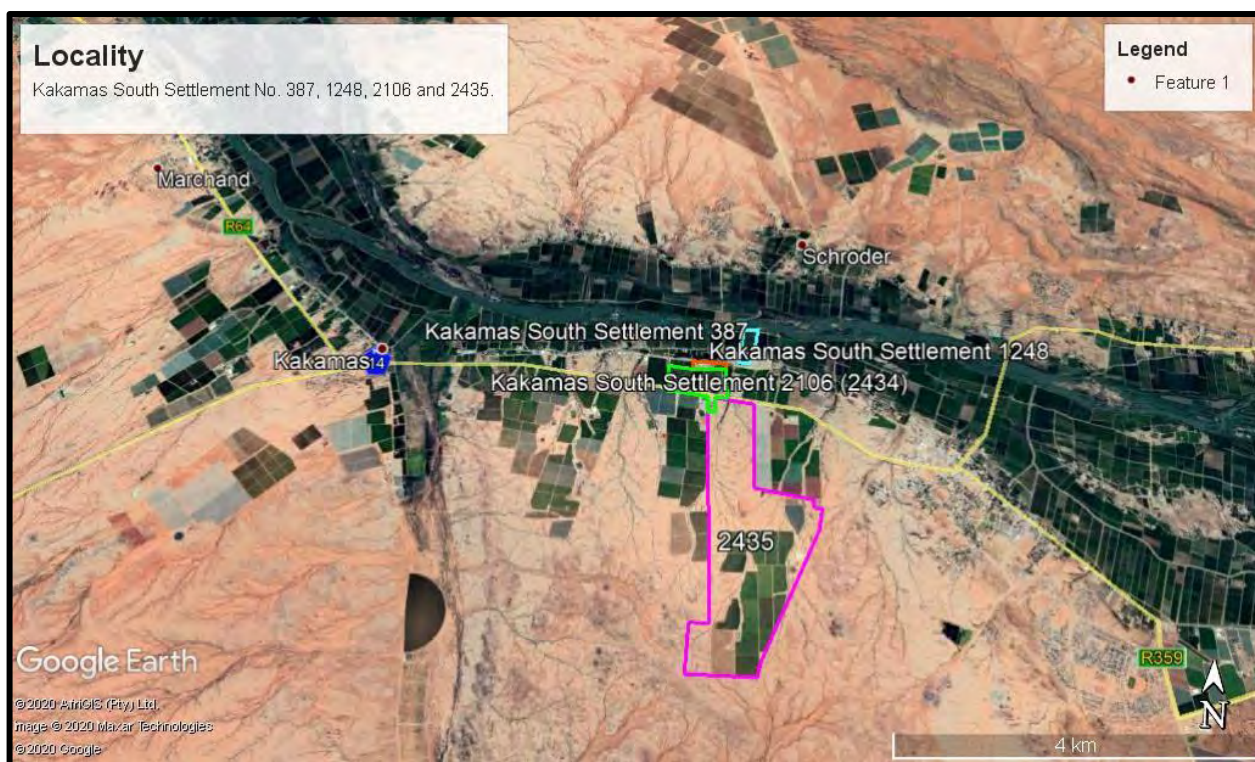 Locality
Kakamas South Settlement No. 387, 1248, 2106 and 2435.
Legend
Feature 1
Marchand
R64
Schroder
Kakamas South Settlement 387
Kakamas South Settlement 1248
Kakamas
14
Kakamas South Settlement 2106 (2434)
2435
R359
Google Earth
©2020 AfriGIS (Pty) Ltd.
Image © 2020 Maxar Technologies
©2020 Google
N
4 km